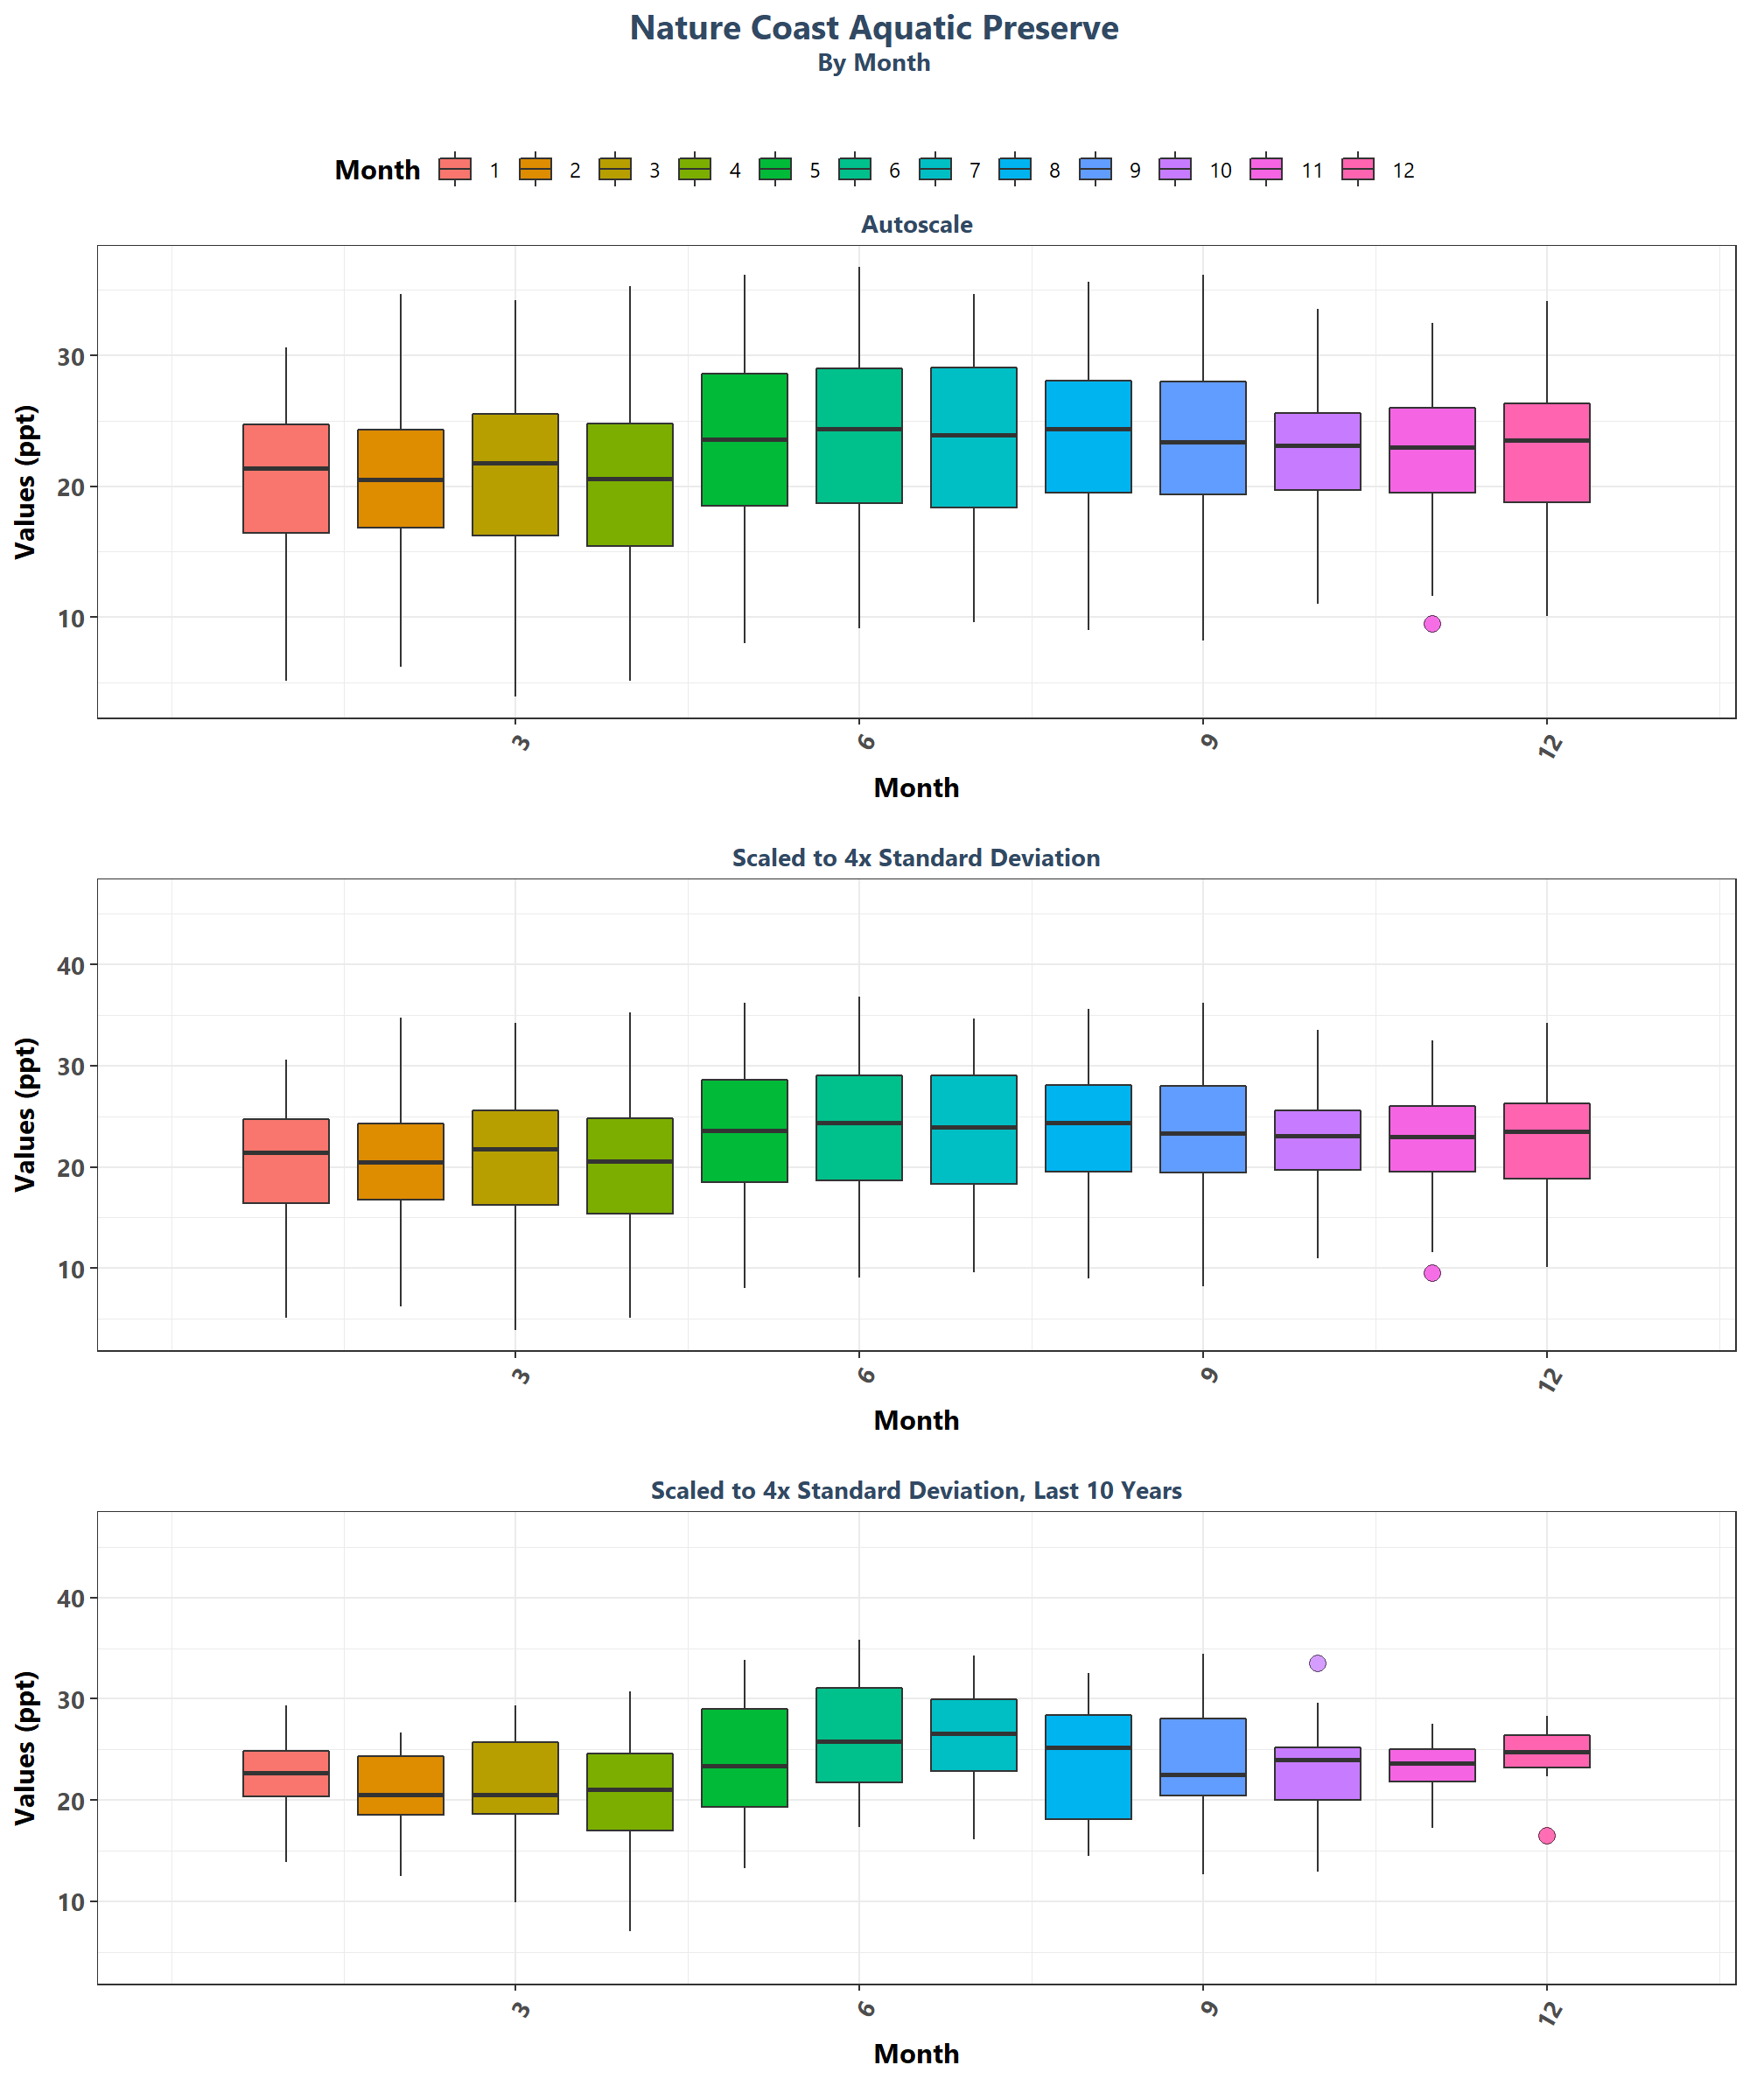 Nature Coast Aquatic Preserve
By Month
Month 1 2 3 4 5 6 7 8 9 10 11 12
Autoscale
Values (ppt)
30
20
10
3 6 9 12
Month
Scaled to 4x Standard Deviation
Values (ppt)
40
30
20
10
3 6 9 12
Month
Scaled to 4x Standard Deviation, Last 10 Years
Values (ppt)
40
30
20
10
3 6 9 12
Month